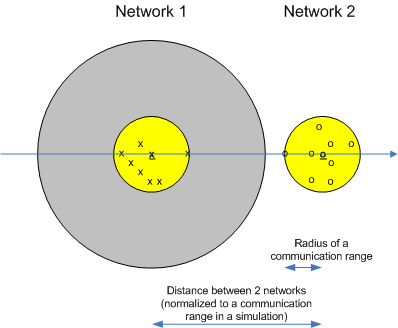 Network 1
Network 2
Radius of a
communication range
Distance between 2 networks
(normalized to a communication
range in a simulation)